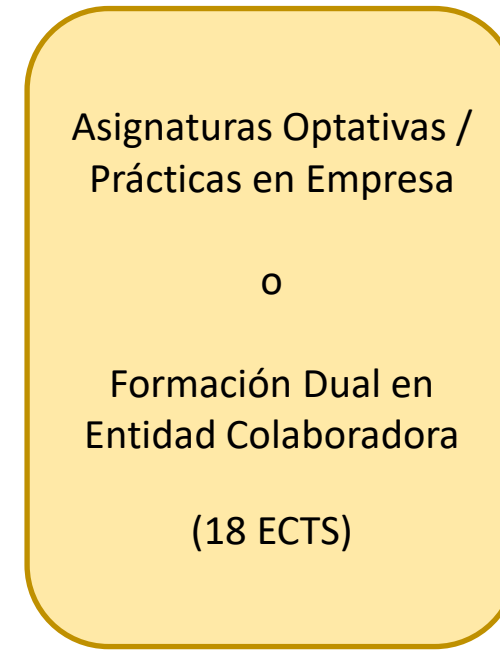 Asignaturas Optativas /
Prácticas en Empresa
o
Formación Dual en
Entidad Colaboradora
(18 ECTS)